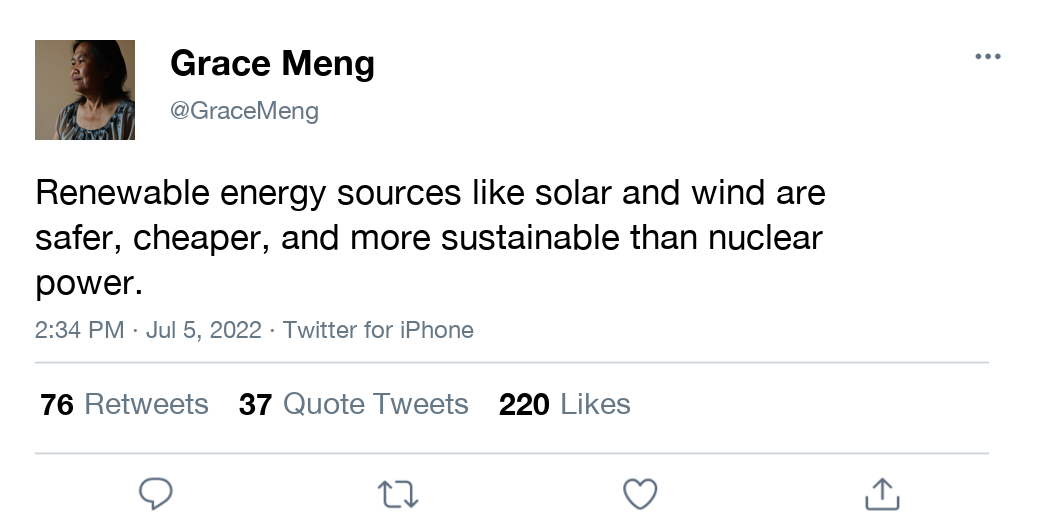 Grace Meng
@GraceMeng
Renewable energy sources like solar and wind are
safer, cheaper, and more sustainable than nuclear
power.
2:34 PM · Jul 5, 2022 · Twitter for iPhone
76 Retweets 37 Quote Tweets 220 Likes